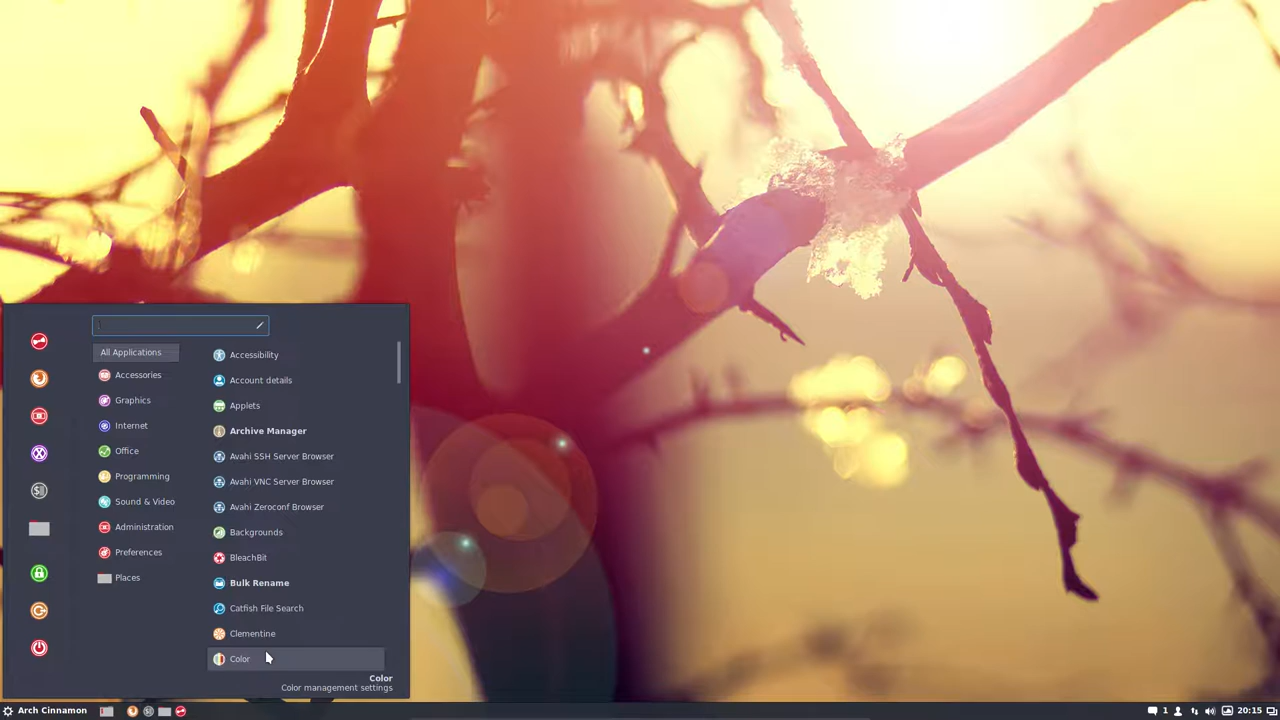 All Applications
Accessories
Graphics
Internet
Office
Programming
Sound & Video
Administration
Preferences
Places
Accessibility
Account details
Applets
Archive Manager
Avahi SSH Server Browser
Avahi VNC Server Browser
Avahi Zeroconf Browser
Backgrounds
BleachBit
Bulk Rename
Catfish File Search
Clementine
Color
Color
Color management settings
Arch Cinnamon
1
20:15